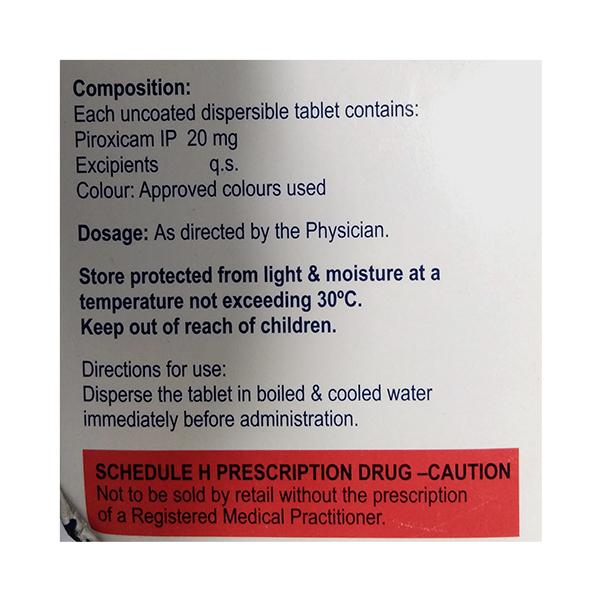 Composition:
Each uncoated dispersible tablet contains:
Piroxicam IP 20 mg
Excipients q.s.
Colour: Approved colours used
Dosage: As directed by the Physician.
Store protected from light & moisture at a
temperature not exceeding 30ºC.
Keep out of reach of children.
Directions for use:
Disperse the tablet in boiled & cooled water
immediately before administration.
SCHEDULE H PRESCRIPTION DRUG –CAUTION
Not to be sold by retail without the prescription
of a Registered Medical Practitioner.